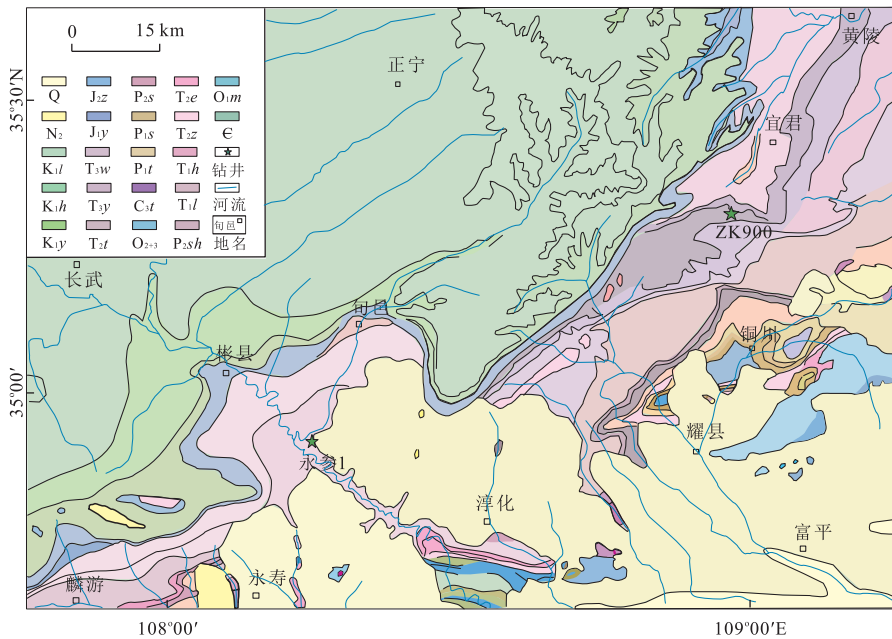 0 15 km
Q J₂z P₂s T₂e O₁m
N₂ J₁y P₁s T₂z Є
K₁l T₃w P₁t T₁h 钻井
K₁h T₃y C₃t T₁l 河流
K₁y T₂t O₂₊₃ P₂sh 旬邑 地名
黄陵
正宁
宜君
ZK900
长武
旬邑
铜川
彬县
耀县
永参1
淳化
富平
麟游
永寿
35°30′N
35°00′
108°00′ 109°00′E